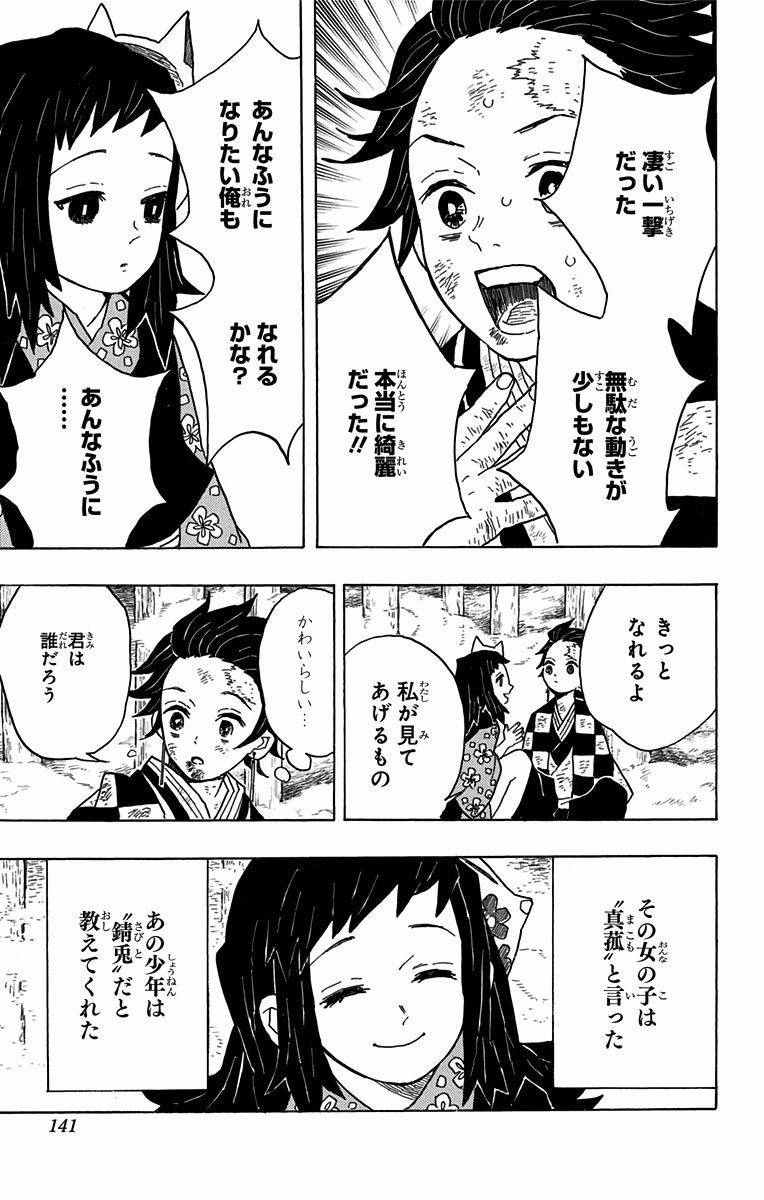 凄い一撃
だった
無駄な動きが
少しもない
本当に綺麗
だった!!
あんなふうに
なりたい俺も
なれる
かな?
あんなふうに
……
きっと
なれるよ
私が見て
あげるもの
かわいらしい…
君は
誰だろう
その女の子は
〝真菰〟と言った
あの少年は
〝錆兎〟だと
教えてくれた
141